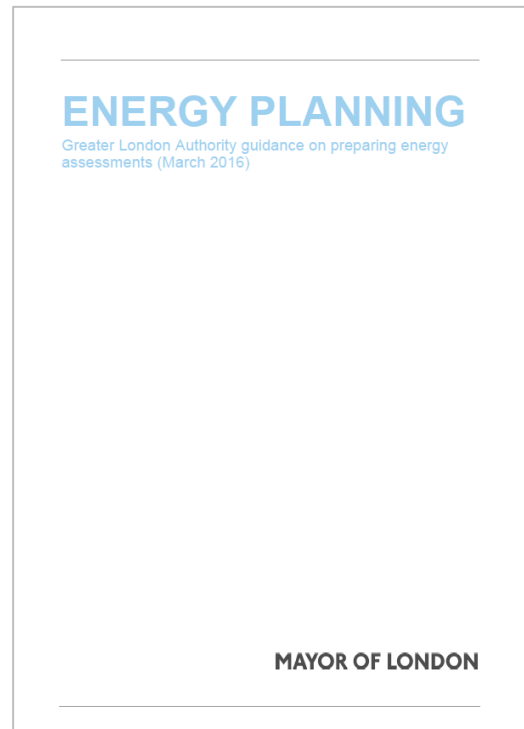 ENERGY PLANNING
Greater London Authority guidance on preparing energy
assessments (March 2016)
MAYOR OF LONDON